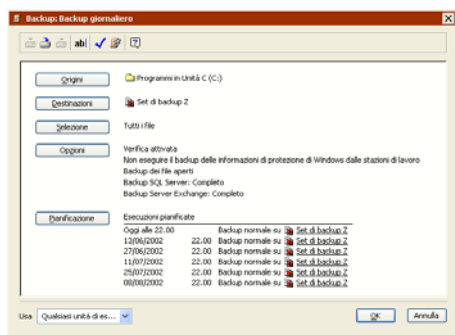 Backup: Backup giornaliero
abl
Origini
Programmi in Unità C (C:)
Destinazioni
Set di backup Z
Selezione
Tutti i file
Opzioni
Verifica attivata
Non eseguire il backup delle informazioni di protezione di Windows dalle stazioni di lavoro
Backup dei file aperti
Backup SQL Server: Completo
Backup Server Exchange: Completo
Pianificazione
Esecuzioni pianificate
Oggi alle 22.00 Backup normale su Set di backup Z
13/06/2002 22.00 Backup normale su Set di backup Z
27/06/2002 22.00 Backup normale su Set di backup Z
11/07/2002 22.00 Backup normale su Set di backup Z
25/07/2002 22.00 Backup normale su Set di backup Z
08/08/2002 22.00 Backup normale su Set di backup Z
Usa Qualsiasi unità di es... OK Annulla